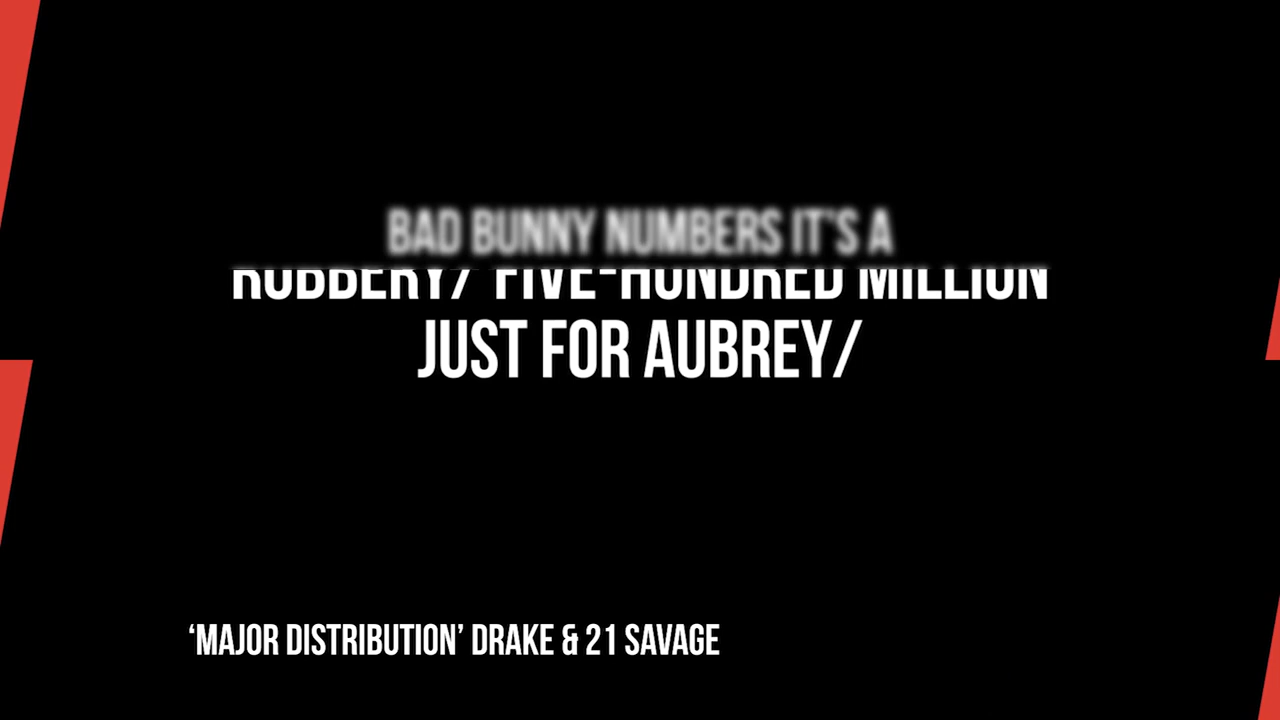 BAD BUNNY NUMBERS IT'S A
ROBBERY/ FIVE-HUNDRED MILLION
JUST FOR AUBREY/
‘MAJOR DISTRIBUTION’ DRAKE & 21 SAVAGE